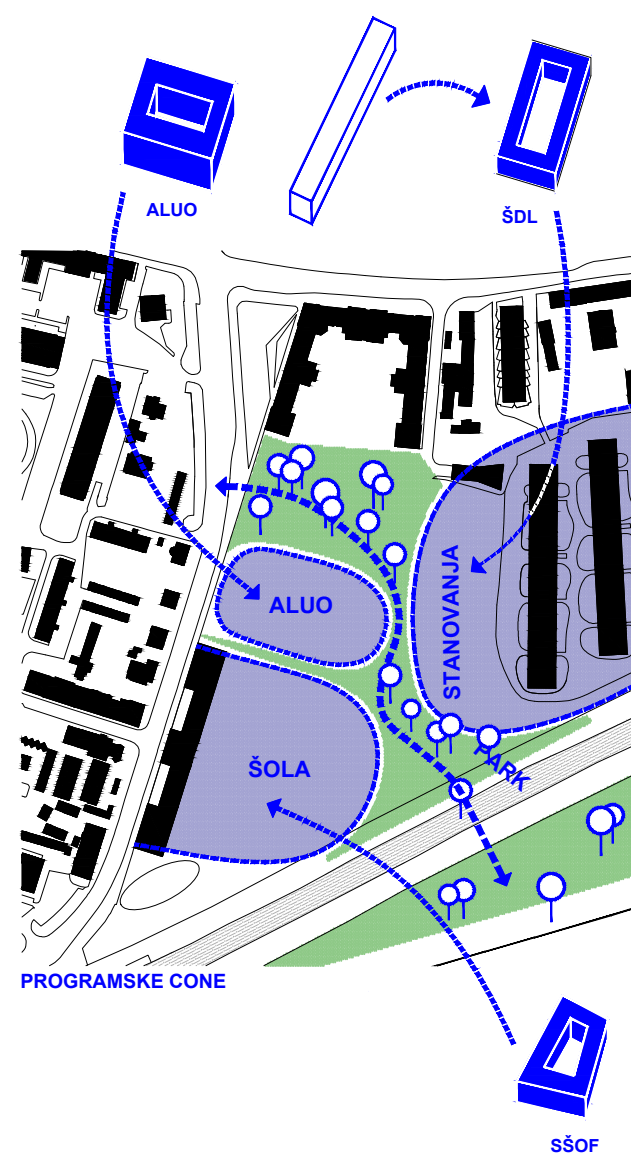 ALUO
ŠDL
STANOVANJA
ALUO
ŠOLA
PARK
PROGRAMSKE CONE
SŠOF